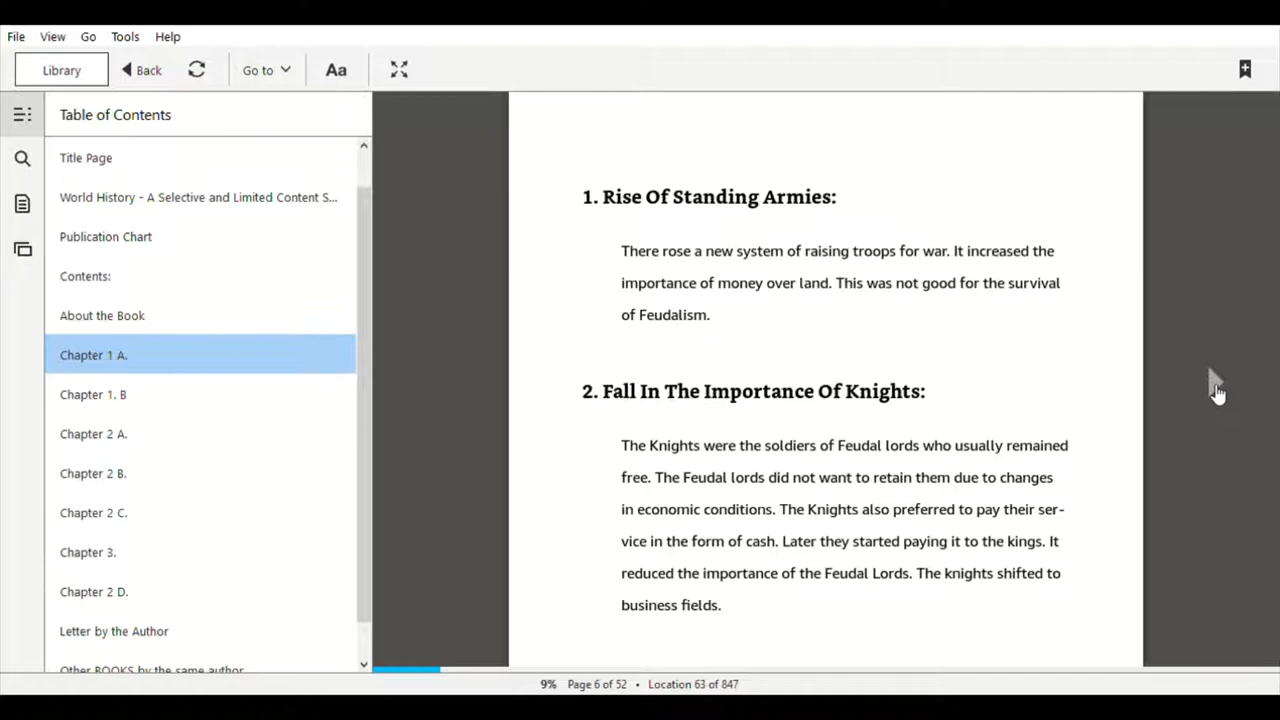 File View Go Tools Help
Library Back Go to Aa
Table of Contents
Title Page
World History - A Selective and Limited Content S...
Publication Chart
Contents:
About the Book
Chapter 1 A.
Chapter 1. B
Chapter 2 A.
Chapter 2 B.
Chapter 2 C.
Chapter 3.
Chapter 2 D.
Letter by the Author
Other BOOKS by the same author
1. Rise Of Standing Armies:
There rose a new system of raising troops for war. It increased the
importance of money over land. This was not good for the survival
of Feudalism.
2. Fall In The Importance Of Knights:
The Knights were the soldiers of Feudal lords who usually remained
free. The Feudal lords did not want to retain them due to changes
in economic conditions. The Knights also preferred to pay their ser-
vice in the form of cash. Later they started paying it to the kings. It
reduced the importance of the Feudal Lords. The knights shifted to
business fields.
9% Page 6 of 52 • Location 63 of 847